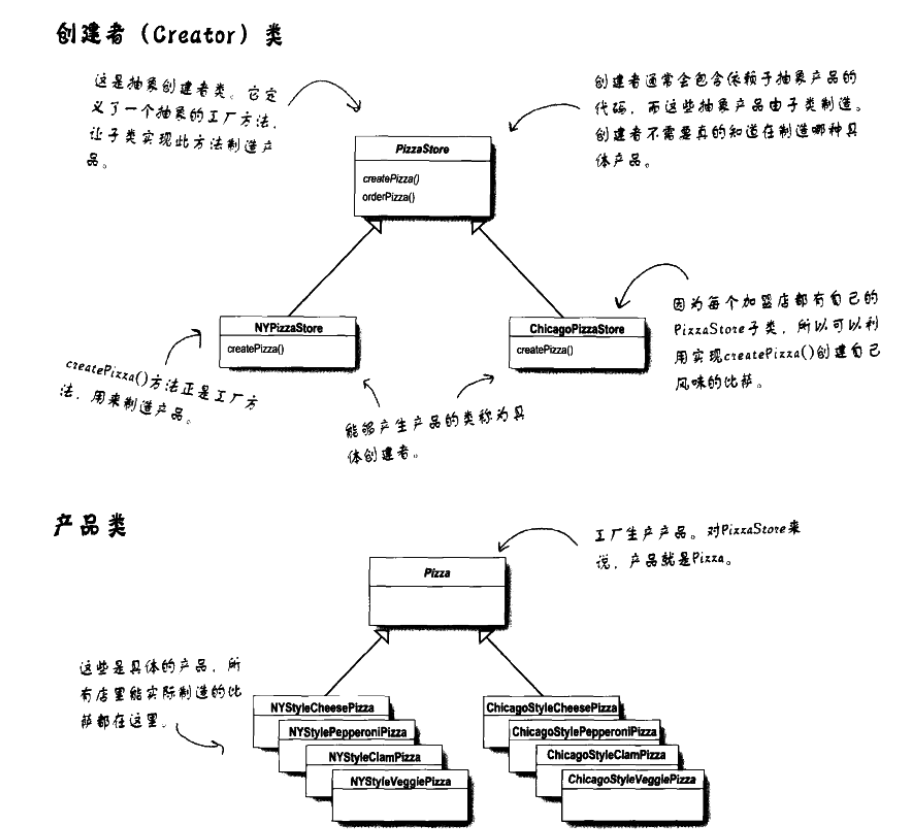 创建者（Creator）类
这是抽象创建者类。它定
义了一个抽象的工厂方法，
让子类实现此方法制造产
品。
创建者通常会包含依赖于抽象产品的
代码，而这些抽象产品由子类制造。
创建者不需要真的知道在制造哪种具
体产品。
PizzaStore
createPizza()
orderPizza()
NYPizzaStore
createPizza()
ChicagoPizzaStore
createPizza()
因为每个加盟店都有自己的
PizzaStore子类，所以可以利
用实现createPizza()创建自己
风味的比萨。
createPizza()方法正是工厂方
法，用来制造产品。
能够产生产品的类称为具
体创建者。
产品类
工厂生产产品。对PizzaStore来
说，产品就是Pizza。
Pizza
这些是具体的产品，所
有店里能实际制造的比
萨都在这里。
NYStyleCheesePizza
NYStylePepperoniPizza
NYStyleClamPizza
NYStyleVeggiePizza
ChicagoStyleCheesePizza
ChicagoStylePepperoniPizza
ChicagoStyleClamPizza
ChicagoStyleVeggiePizza